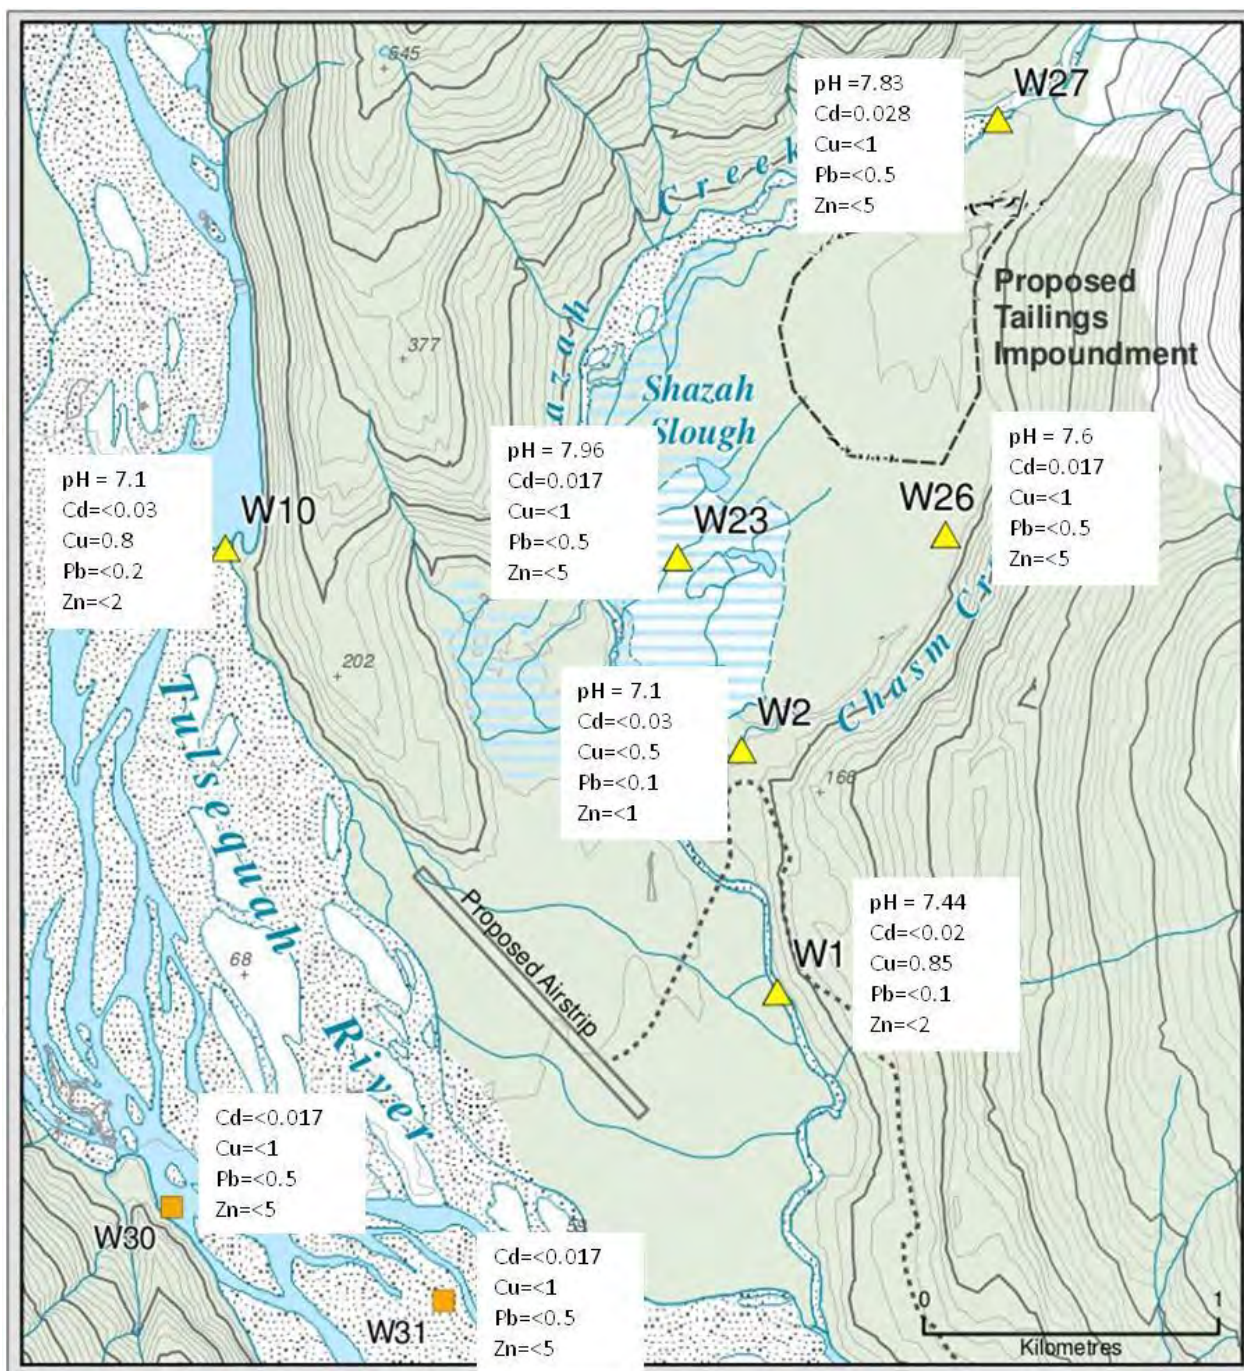 645
pH =7.83
Cd=0.028
Cu=<1
Pb=<0.5
Zn=<5
W27
Creek
azah
377
Proposed
Tailings
Impoundment
Shazah
Slough
pH = 7.1
Cd=<0.03
Cu=0.8
Pb=<0.2
Zn=<2
W10
pH = 7.96
Cd=0.017
Cu=<1
Pb=<0.5
Zn=<5
W23
W26
pH = 7.6
Cd=0.017
Cu=<1
Pb=<0.5
Zn=<5
Chasm Cr
202
pH = 7.1
Cd=<0.03
Cu=<0.5
Pb=<0.1
Zn=<1
W2
168
Tulsequah
River
68
Proposed Airstrip
pH = 7.44
Cd=<0.02
Cu=0.85
Pb=<0.1
Zn=<2
W1
Cd=<0.017
Cu=<1
Pb=<0.5
Zn=<5
W30
Cd=<0.017
Cu=<1
Pb=<0.5
Zn=<5
W31
0 1
Kilometres